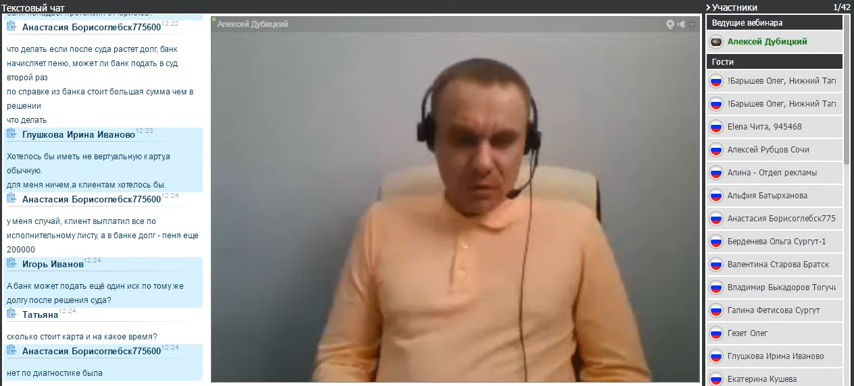 Текстовый чат
Анастасия Борисоглебск775600 12:22
что делать если после суда растет долг, банк
начисляет пеню, может ли банк подать в суд
второй раз
по справке из банка стоит большая сумма чем в
решении
что делать
Глушкова Ирина Иваново 12:23
Хотелось бы иметь не вертуальную карту,а
обычную.
для меня ничем,а клиентам хотелось бы.
Анастасия Борисоглебск775600 12:24
у меня случай, клиент выплатил все по
исполнительному листу, а в банке долг - пеня еще
200000
Игорь Иванов 12:24
А банк может подать ещё один иск по тому же
долгу после решения суда?
Татьяна 12:24
сколько стоит карта и на какое время?
Анастасия Борисоглебск775600 12:24
нет по диагностике была
Алексей Дубицкий
Участники 1/42
Ведущие вебинара
Алексей Дубицкий
Гости
!Барышев Олег, Нижний Таг
!Барышев Олег, Нижний Таг
Elena Чита, 945468
Алексей Рубцов Сочи
Алина - Отдел рекламы
Альфия Батырханова
Анастасия Борисоглебск775
Берденева Ольга Сургут-1
Валентина Старова Братск
Владимир Быкадоров Тогучи
Галина Фетисова Сургут
Гезет Олег
Глушкова Ирина Иваново
Екатерина Кушева